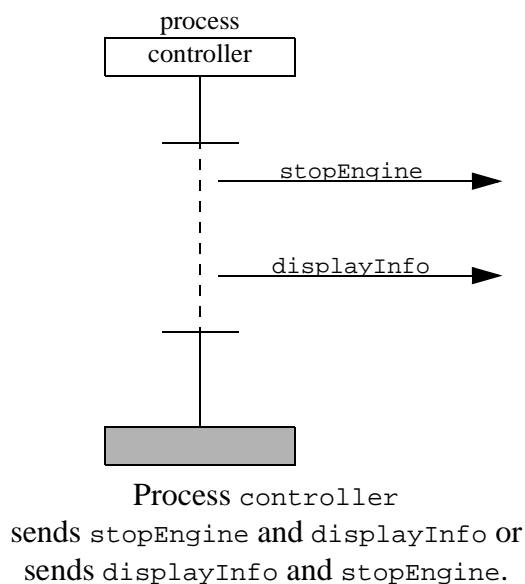 process
controller
stopEngine
displayInfo
Process controller
sends stopEngine and displayInfo or
sends displayInfo and stopEngine.